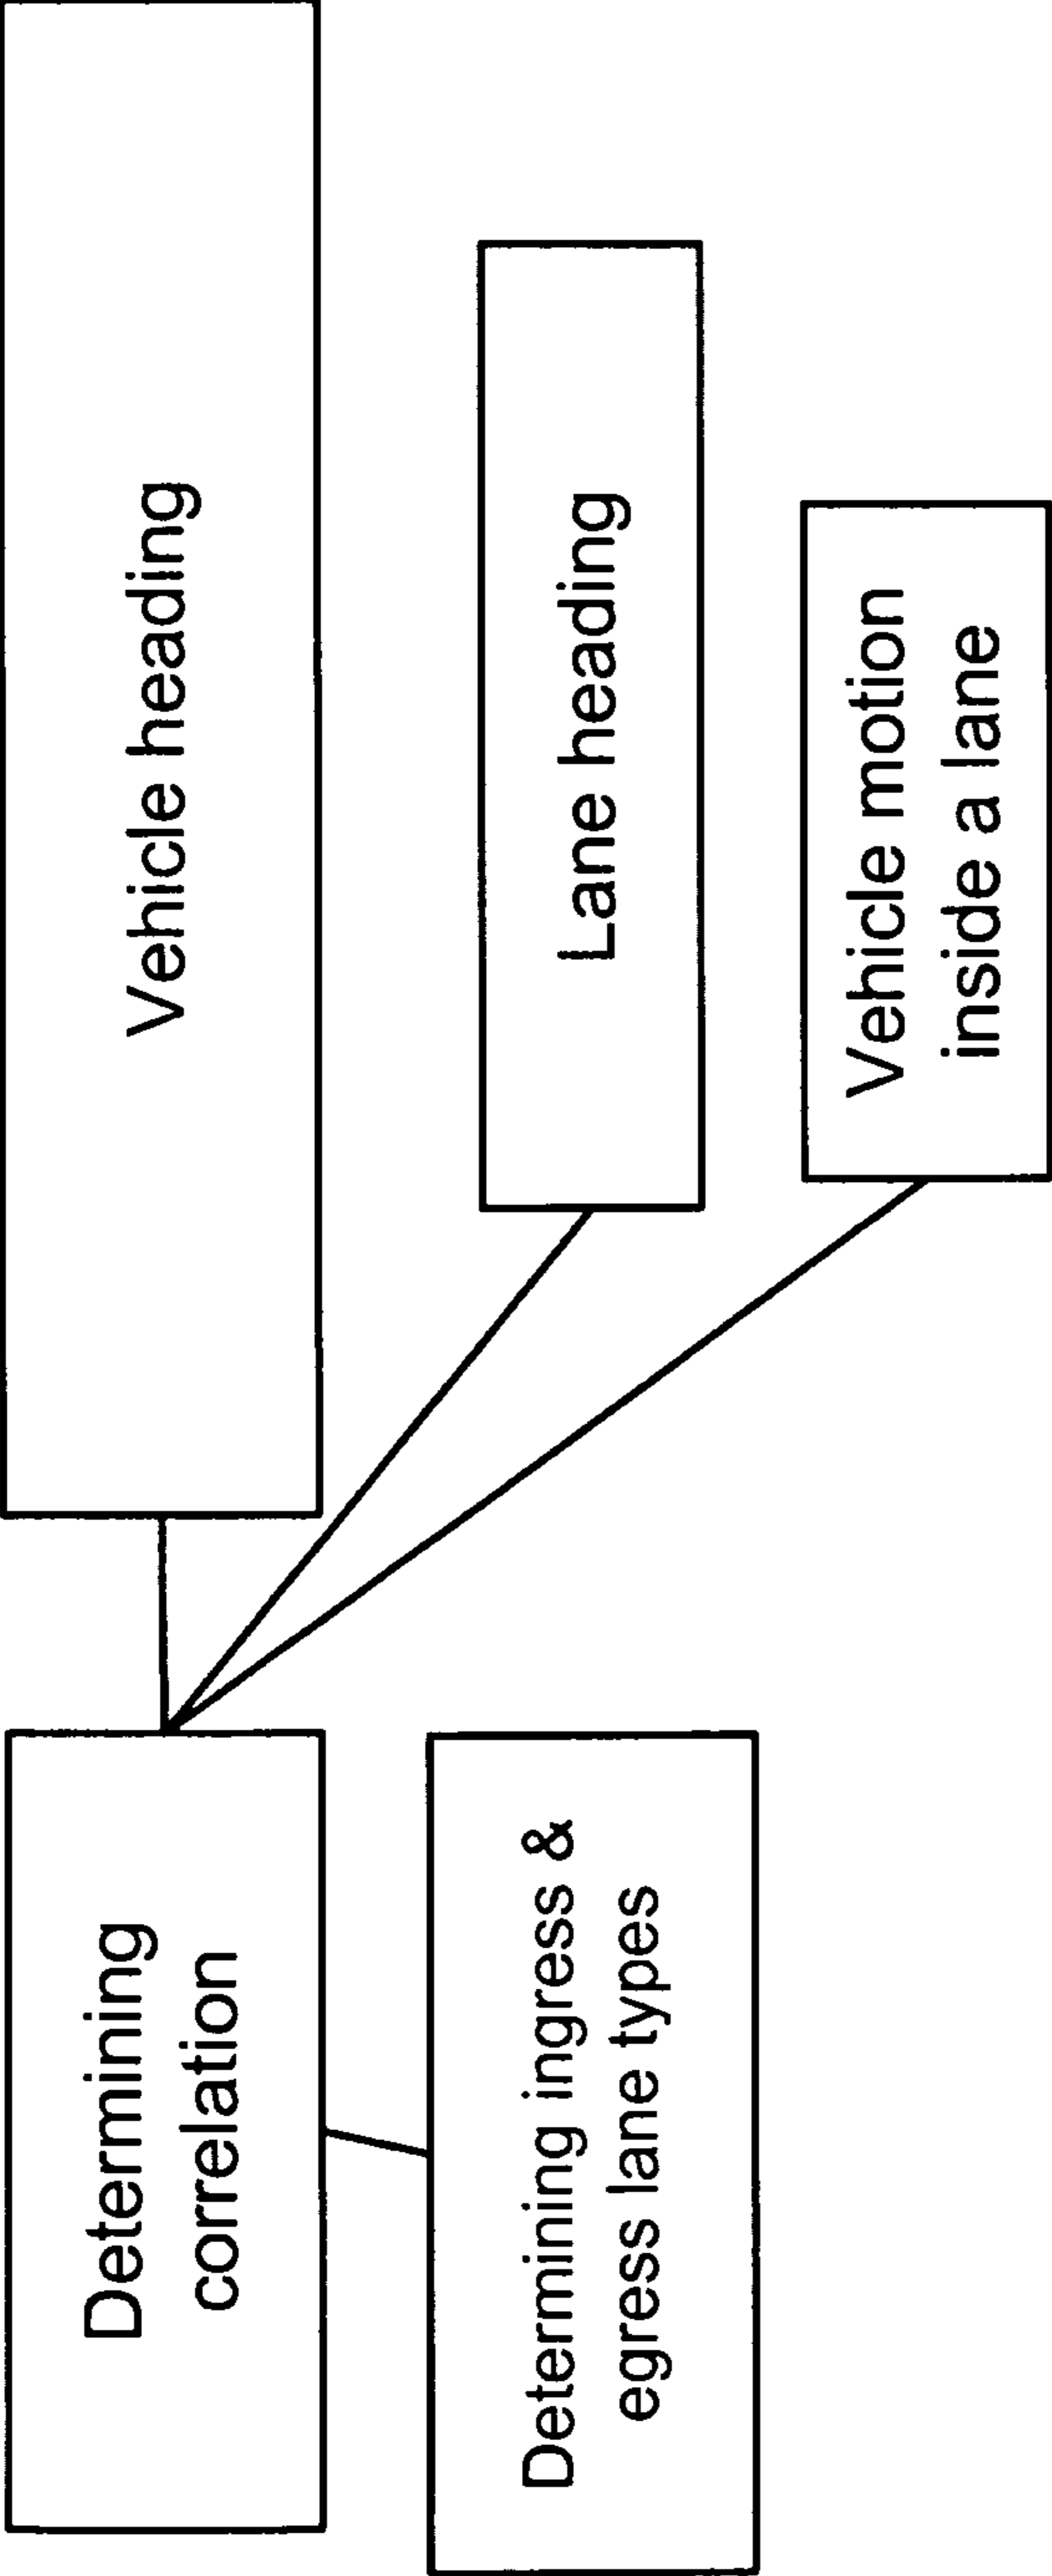 Determining
correlation
Vehicle heading
Determining ingress &
egress lane types
Lane heading
Vehicle motion
inside a lane